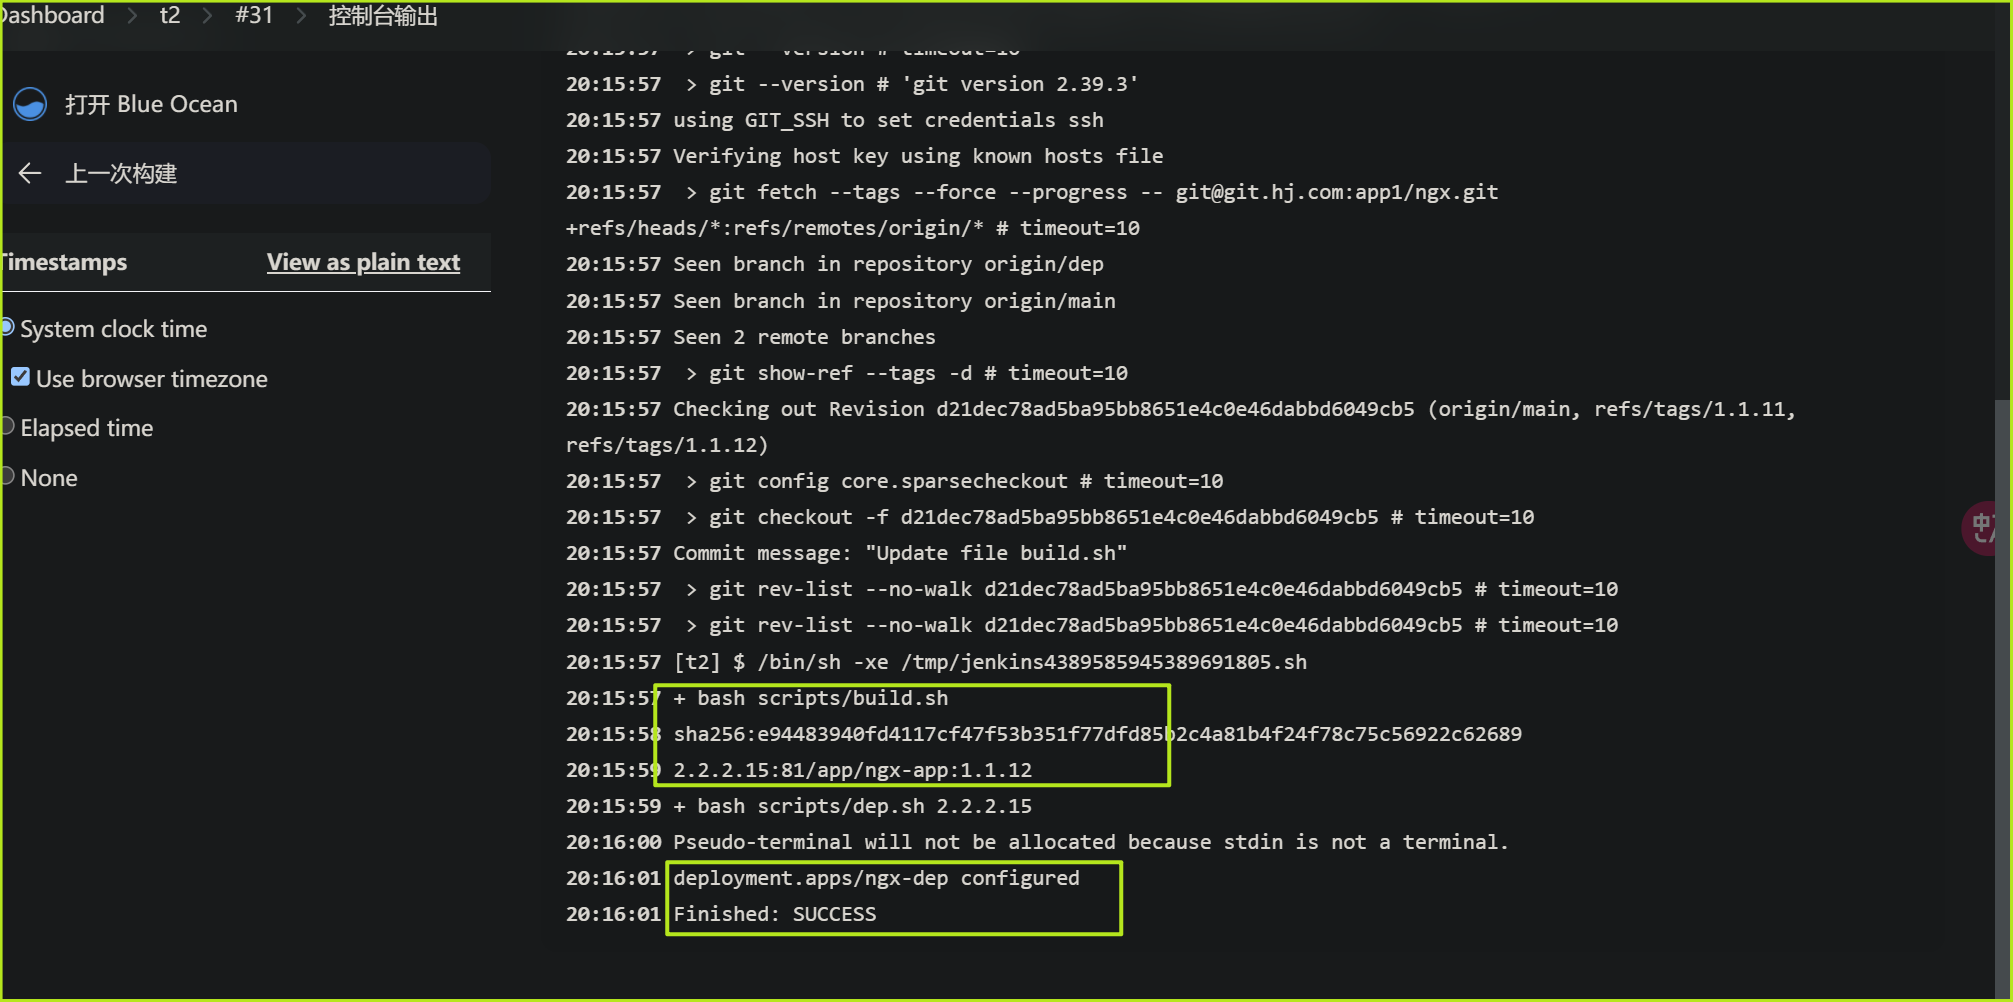 Dashboard > t2 > #31 > 控制台输出
打开 Blue Ocean
上一次构建
Timestamps
View as plain text
System clock time
Use browser timezone
Elapsed time
None
20:15:57  > git --version # timeout=10
20:15:57  > git --version # 'git version 2.39.3'
20:15:57 using GIT_SSH to set credentials ssh
20:15:57 Verifying host key using known hosts file
20:15:57  > git fetch --tags --force --progress -- git@git.hj.com:app1/ngx.git
+refs/heads/*:refs/remotes/origin/* # timeout=10
20:15:57 Seen branch in repository origin/dep
20:15:57 Seen branch in repository origin/main
20:15:57 Seen 2 remote branches
20:15:57  > git show-ref --tags -d # timeout=10
20:15:57 Checking out Revision d21dec78ad5ba95bb8651e4c0e46dabbd6049cb5 (origin/main, refs/tags/1.1.11,
refs/tags/1.1.12)
20:15:57  > git config core.sparsecheckout # timeout=10
20:15:57  > git checkout -f d21dec78ad5ba95bb8651e4c0e46dabbd6049cb5 # timeout=10
20:15:57 Commit message: "Update file build.sh"
20:15:57  > git rev-list --no-walk d21dec78ad5ba95bb8651e4c0e46dabbd6049cb5 # timeout=10
20:15:57  > git rev-list --no-walk d21dec78ad5ba95bb8651e4c0e46dabbd6049cb5 # timeout=10
20:15:57 [t2] $ /bin/sh -xe /tmp/jenkins4389585945389691805.sh
20:15:57 + bash scripts/build.sh
20:15:58 sha256:e94483940fd4117cf47f53b351f77dfd85b2c4a81b4f24f78c75c56922c62689
20:15:59 2.2.2.15:81/app/ngx-app:1.1.12
20:15:59 + bash scripts/dep.sh 2.2.2.15
20:16:00 Pseudo-terminal will not be allocated because stdin is not a terminal.
20:16:01 deployment.apps/ngx-dep configured
20:16:01 Finished: SUCCESS